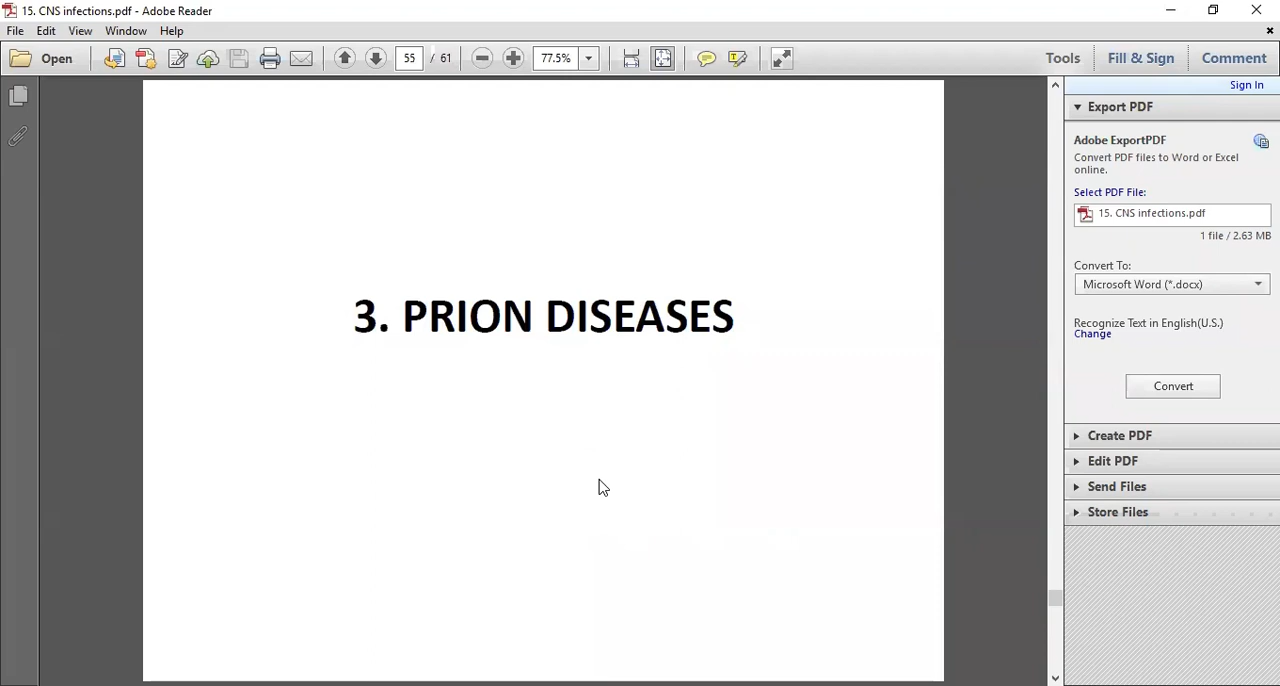 15. CNS infections.pdf - Adobe Reader
File Edit View Window Help
Open 55 / 61 77.5% Tools Fill & Sign Comment
Sign In
Export PDF
Adobe ExportPDF
Convert PDF files to Word or Excel
online.
Select PDF File:
15. CNS infections.pdf
1 file / 2.63 MB
Convert To:
Microsoft Word (*.docx)
Recognize Text in English(U.S.)
Change
Convert
Create PDF
Edit PDF
Send Files
Store Files
3. PRION DISEASES